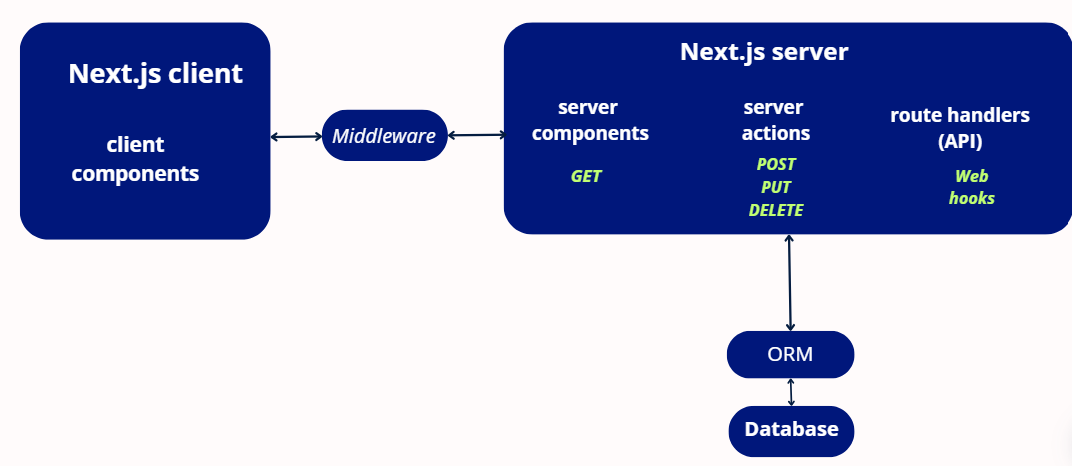 Next.js client
client
components
Middleware
Next.js server
server
components
GET
server
actions
POST
PUT
DELETE
route handlers
(API)
Web
hooks
ORM
Database